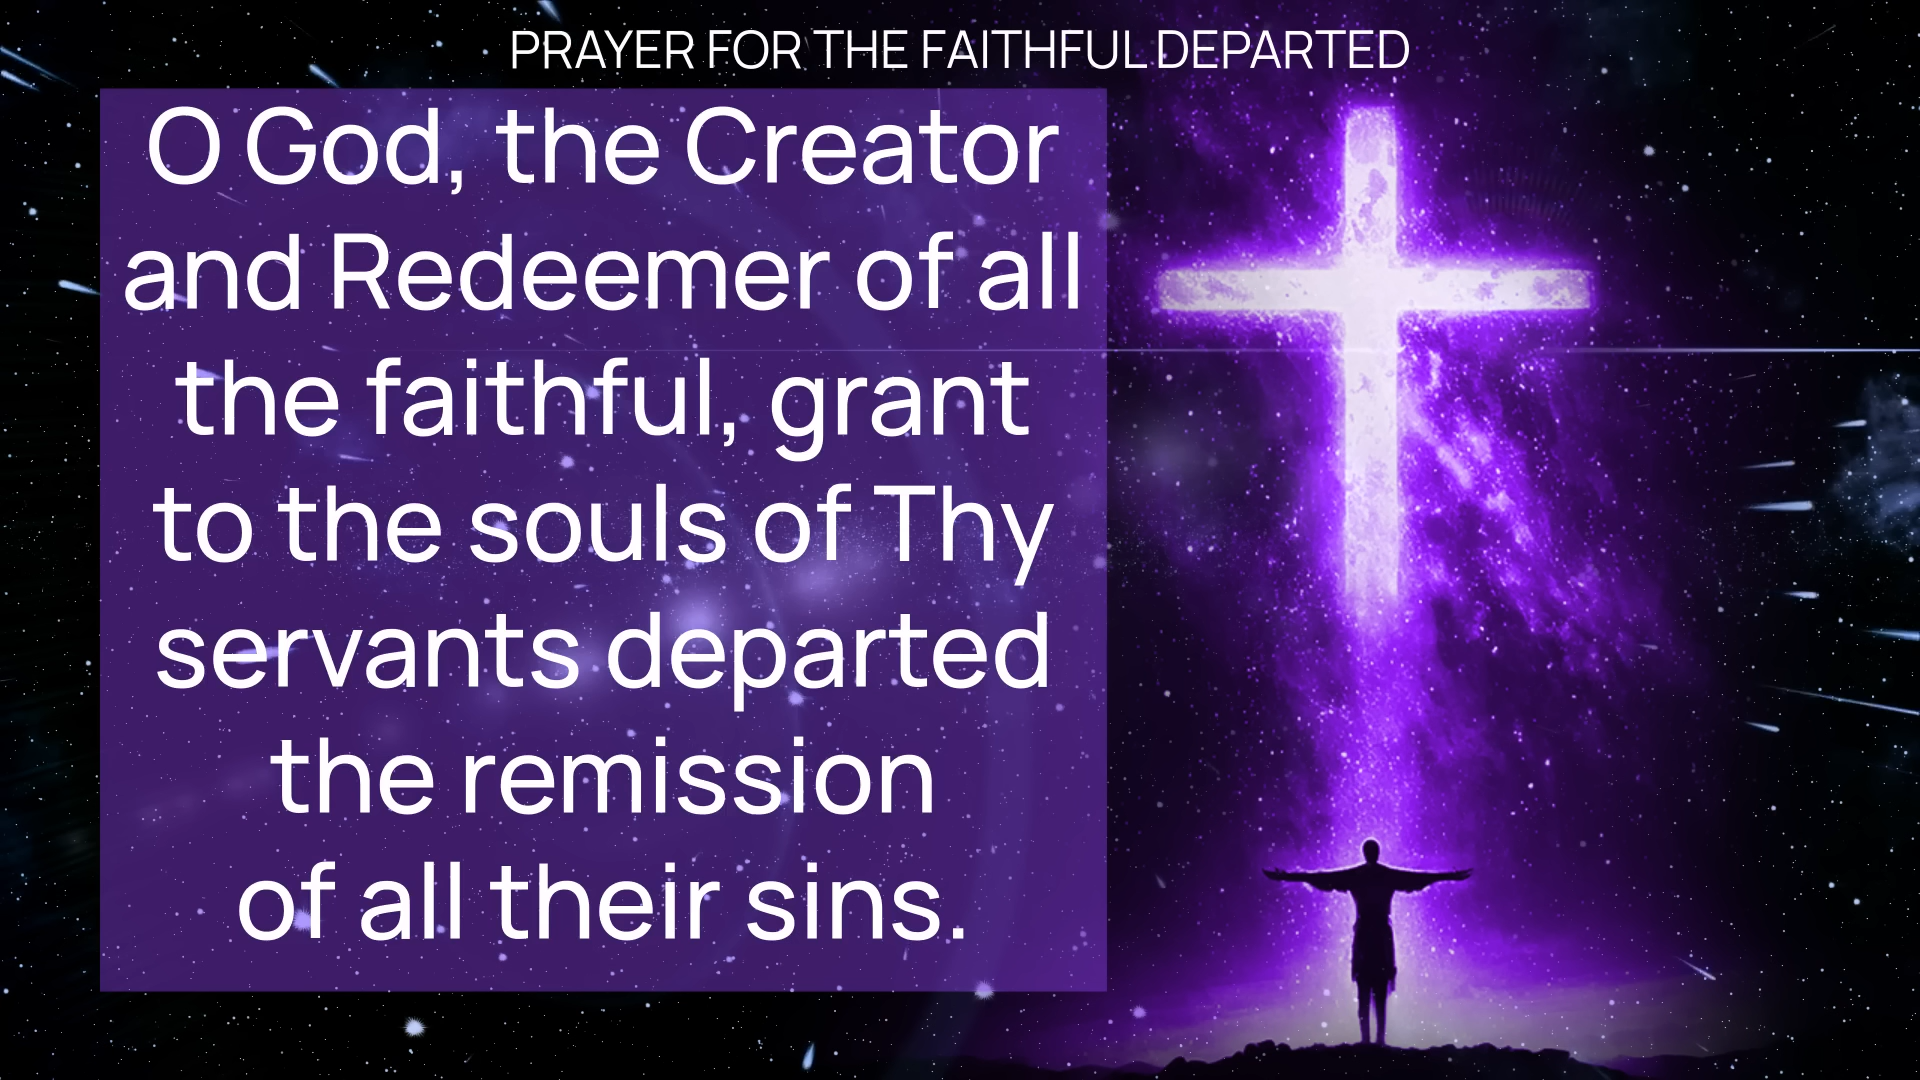 PRAYER FOR THE FAITHFUL DEPARTED
O God, the Creator
and Redeemer of all
the faithful, grant
to the souls of Thy
servants departed
the remission
of all their sins.